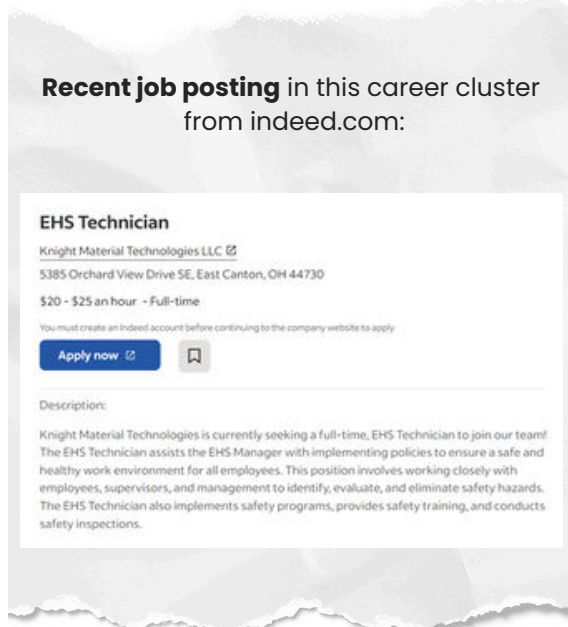 Recent job posting in this career cluster
from indeed.com:
EHS Technician
Knight Material Technologies LLC
5385 Orchard View Drive SE, East Canton, OH 44730
$20 - $25 an hour - Full-time
You must create an Indeed account before continuing to the company website to apply
Apply now
Description:
Knight Material Technologies is currently seeking a full-time, EHS Technician to join our team!
The EHS Technician assists the EHS Manager with implementing policies to ensure a safe and
healthy work environment for all employees. This position involves working closely with
employees, supervisors, and management to identify, evaluate, and eliminate safety hazards.
The EHS Technician also implements safety programs, provides safety training, and conducts
safety inspections.